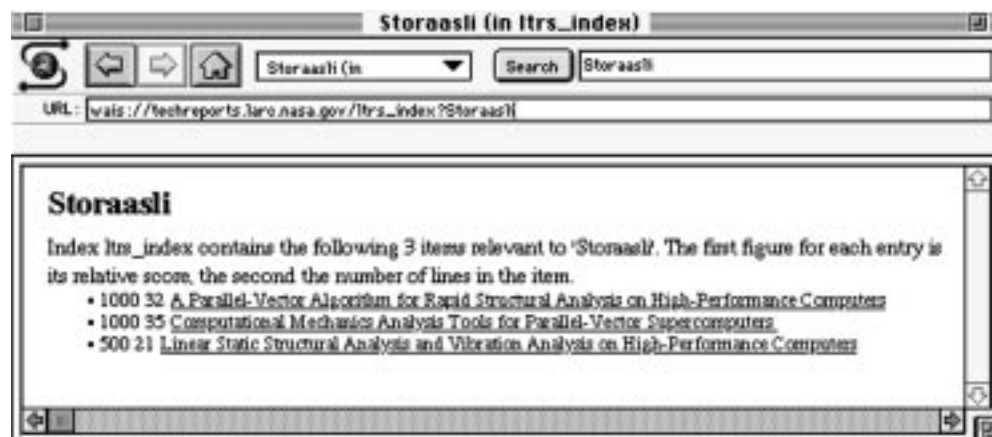 Storaasli (in ltrs_index)
Storaasli (in
Search
Storaasli
URL: wais://techreports.larc.nasa.gov/ltrs_index?Storaasli
Storaasli
Index ltrs_index contains the following 3 items relevant to 'Storaasli'. The first figure for each entry is
its relative score, the second the number of lines in the item.
• 1000 32 A Parallel-Vector Algorithm for Rapid Structural Analysis on High-Performance Computers
• 1000 35 Computational Mechanics Analysis Tools for Parallel-Vector Supercomputers
• 500 21 Linear Static Structural Analysis and Vibration Analysis on High-Performance Computers